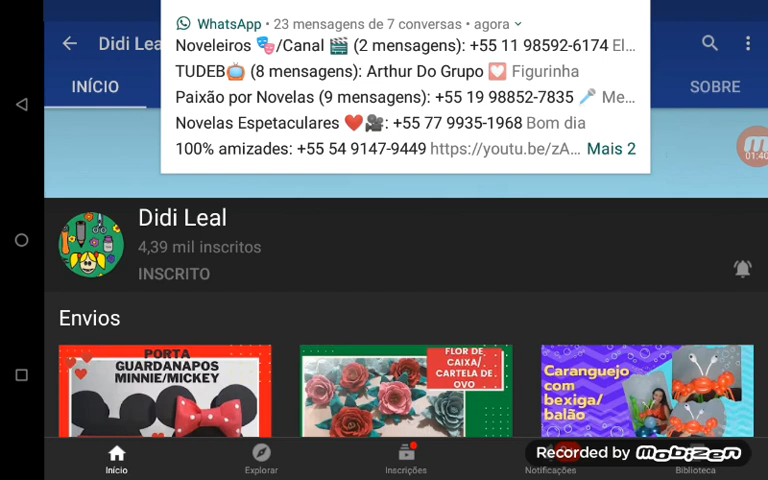 WhatsApp • 23 mensagens de 7 conversas • agora
Noveleiros 🎭/Canal 🎬 (2 mensagens): +55 11 98592-6174 El...
TUDEB📺 (8 mensagens): Arthur Do Grupo 💟 Figurinha
Paixão por Novelas (9 mensagens): +55 19 98852-7835 🎤 Me...
Novelas Espetaculares ❤️🎥: +55 77 9935-1968 Bom dia
100% amizades: +55 54 9147-9449 https://youtu.be/zA... Mais 2
Didi Lea
INÍCIO
SOBRE
01:40
Didi Leal
4,39 mil inscritos
INSCRITO
Envios
PORTA
GUARDANAPOS
MINNIE/MICKEY
FLOR DE
CAIXA/
CARTELA DE
OVO
Caranguejo
com
bexiga/
balão
Recorded by mobizen
Início
Explorar
Inscrições
Notificações
Biblioteca